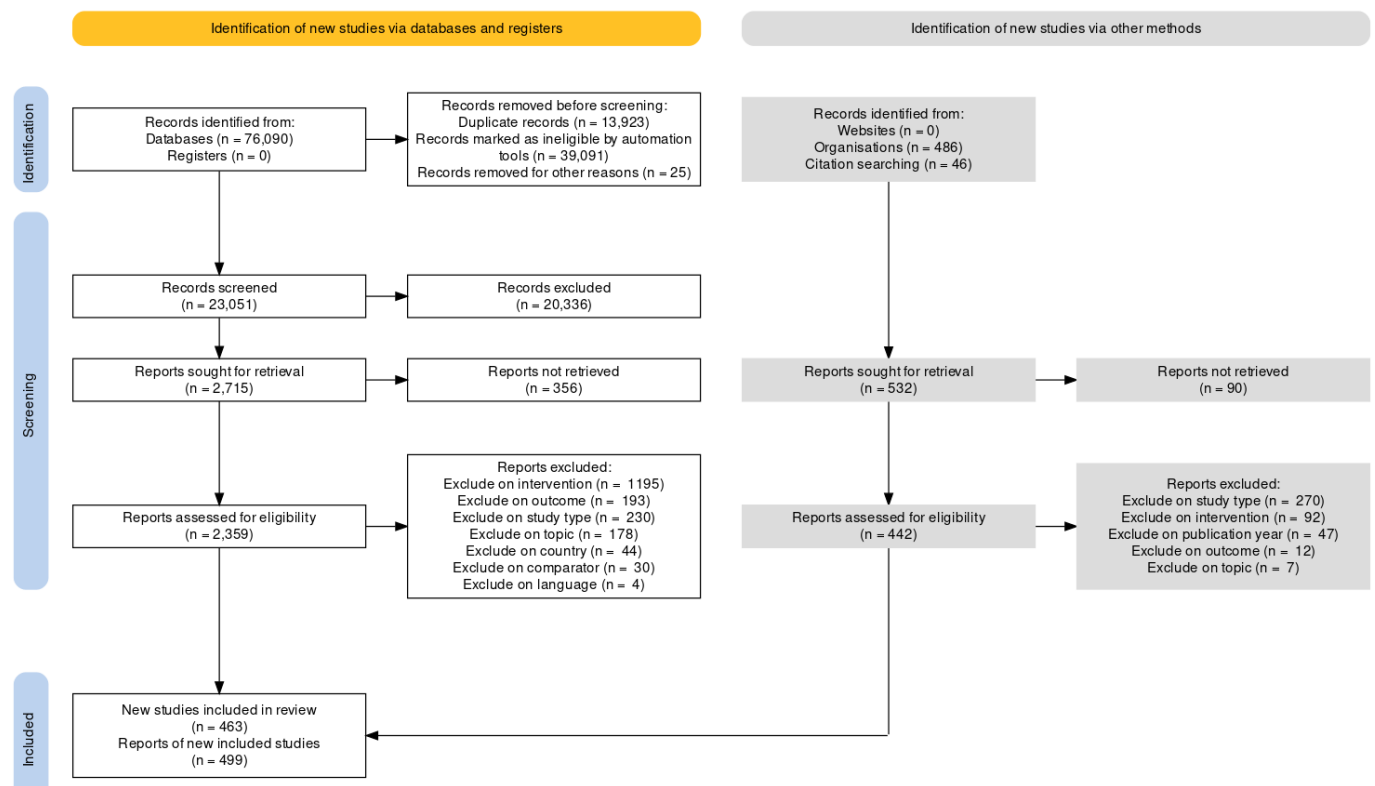 Identification of new studies via databases and registers
Identification of new studies via other methods
Identification
Records identified from:
Databases (n = 76,090)
Registers (n = 0)
Records removed before screening:
Duplicate records (n = 13,923)
Records marked as ineligible by automation
tools (n = 39,091)
Records removed for other reasons (n = 25)
Records identified from:
Websites (n = 0)
Organisations (n = 486)
Citation searching (n = 46)
Screening
Records screened
(n = 23,051)
Records excluded
(n = 20,336)
Reports sought for retrieval
(n = 2,715)
Reports not retrieved
(n = 356)
Reports sought for retrieval
(n = 532)
Reports not retrieved
(n = 90)
Reports assessed for eligibility
(n = 2,359)
Reports excluded:
Exclude on intervention (n = 1195)
Exclude on outcome (n = 193)
Exclude on study type (n = 230)
Exclude on topic (n = 178)
Exclude on country (n = 44)
Exclude on comparator (n = 30)
Exclude on language (n = 4)
Reports assessed for eligibility
(n = 442)
Reports excluded:
Exclude on study type (n = 270)
Exclude on intervention (n = 92)
Exclude on publication year (n = 47)
Exclude on outcome (n = 12)
Exclude on topic (n = 7)
Included
New studies included in review
(n = 463)
Reports of new included studies
(n = 499)